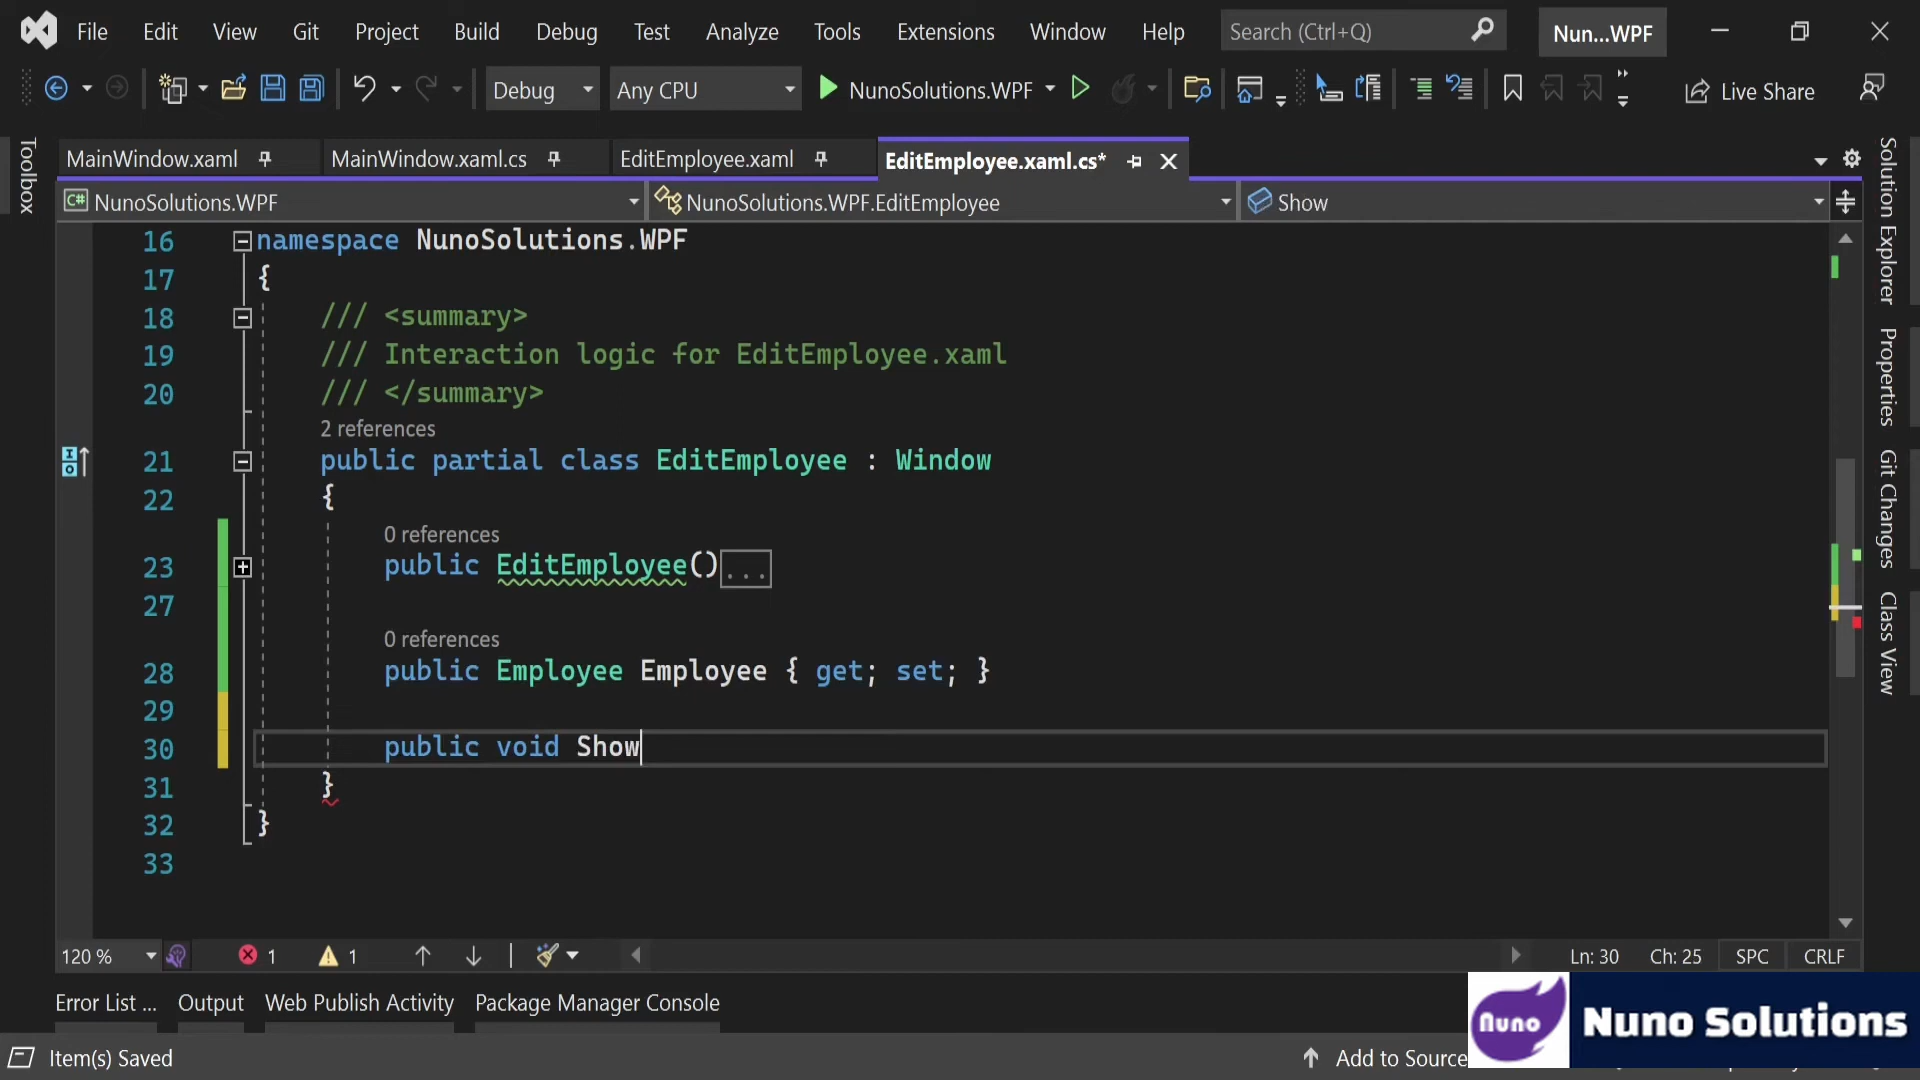 File Edit View Git Project Build Debug Test Analyze Tools Extensions Window Help Search (Ctrl+Q) Nun...WPF
Debug Any CPU NunoSolutions.WPF Live Share
Toolbox
MainWindow.xaml MainWindow.xaml.cs EditEmployee.xaml EditEmployee.xaml.cs*
C# NunoSolutions.WPF NunoSolutions.WPF.EditEmployee Show
16 namespace NunoSolutions.WPF
17 {
18 /// <summary>
19 /// Interaction logic for EditEmployee.xaml
20 /// </summary>
2 references
21 public partial class EditEmployee : Window
22 {
0 references
23 public EditEmployee()...
27
0 references
28 public Employee Employee { get; set; }
29
30 public void Show
31 }
32 }
33
Solution Explorer
Properties
Git Changes
Class View
120 % 1 1 Ln: 30 Ch: 25 SPC CRLF
Error List ... Output Web Publish Activity Package Manager Console
Item(s) Saved Add to Source
Nuno Nuno Solutions